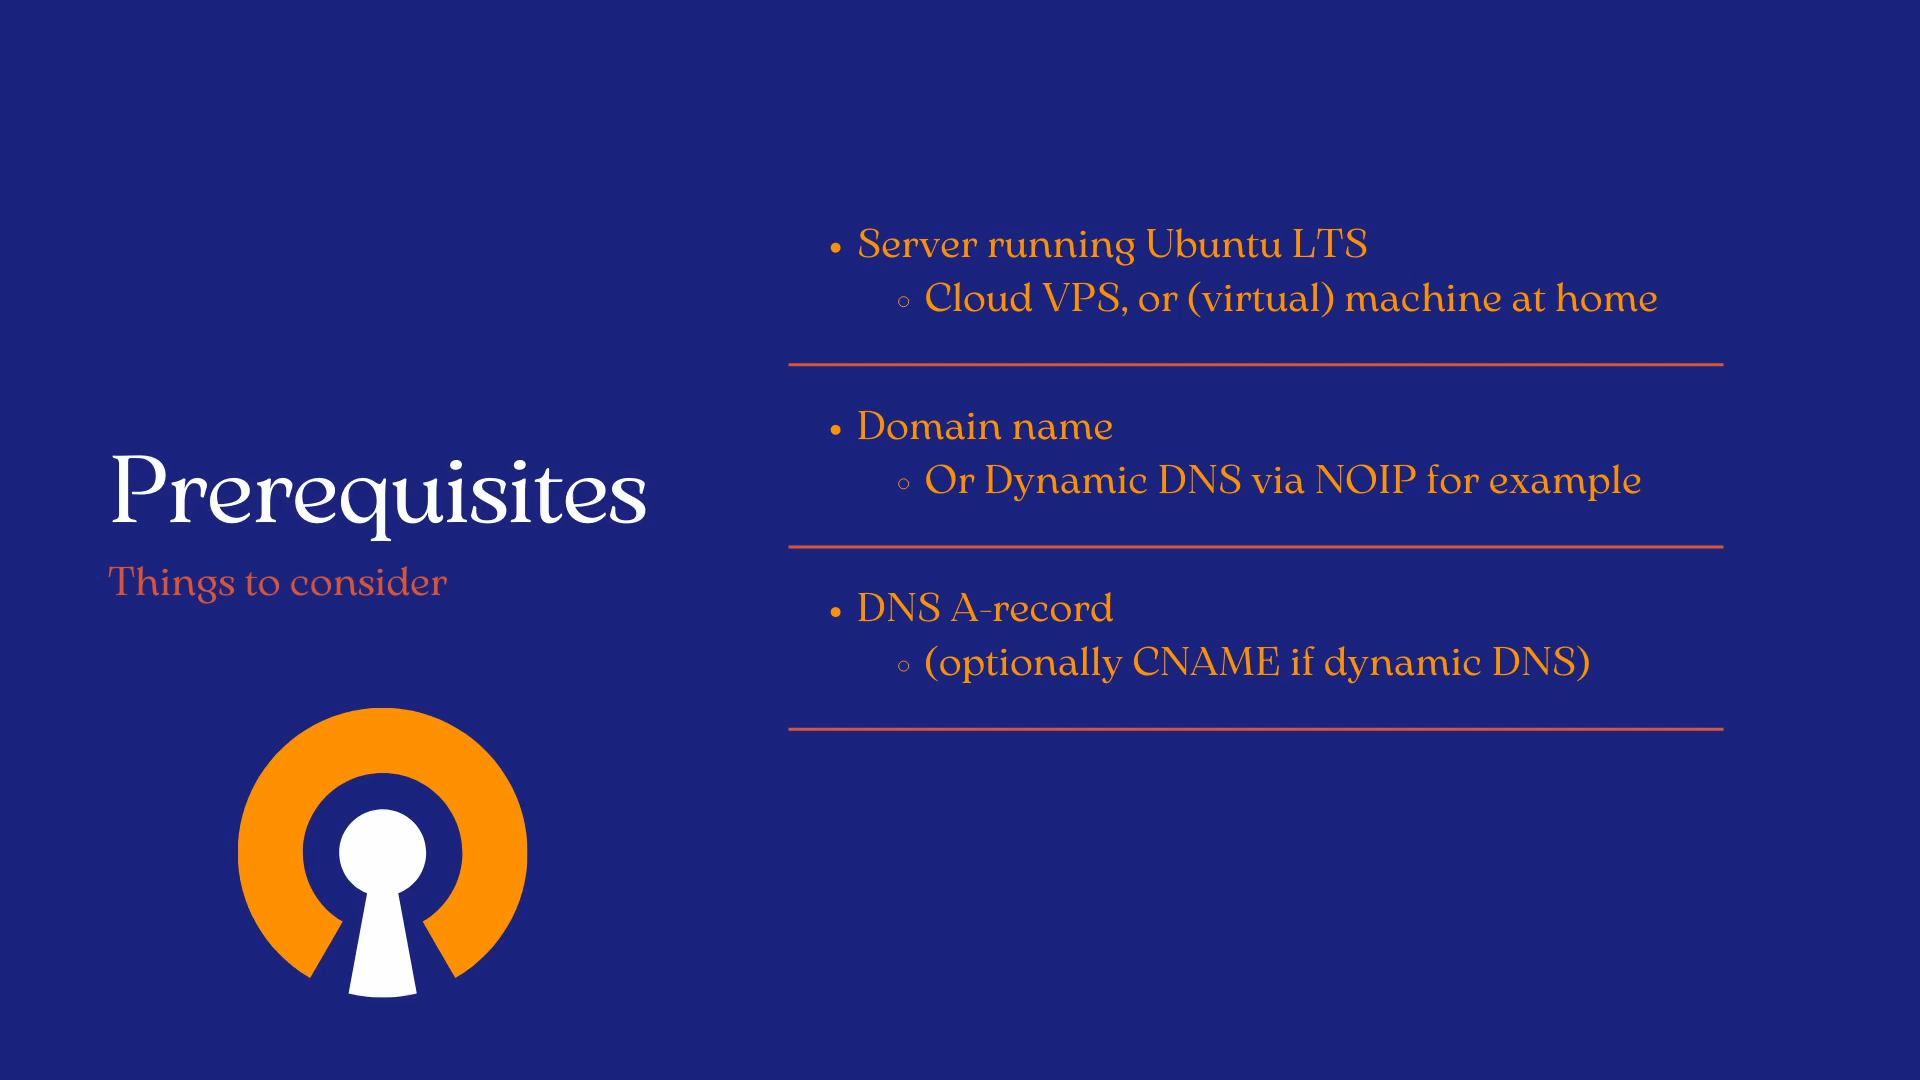 Prerequisites
Things to consider
Server running Ubuntu LTS
Cloud VPS, or (virtual) machine at home
Domain name
Or Dynamic DNS via NOIP for example
DNS A-record
(optionally CNAME if dynamic DNS)